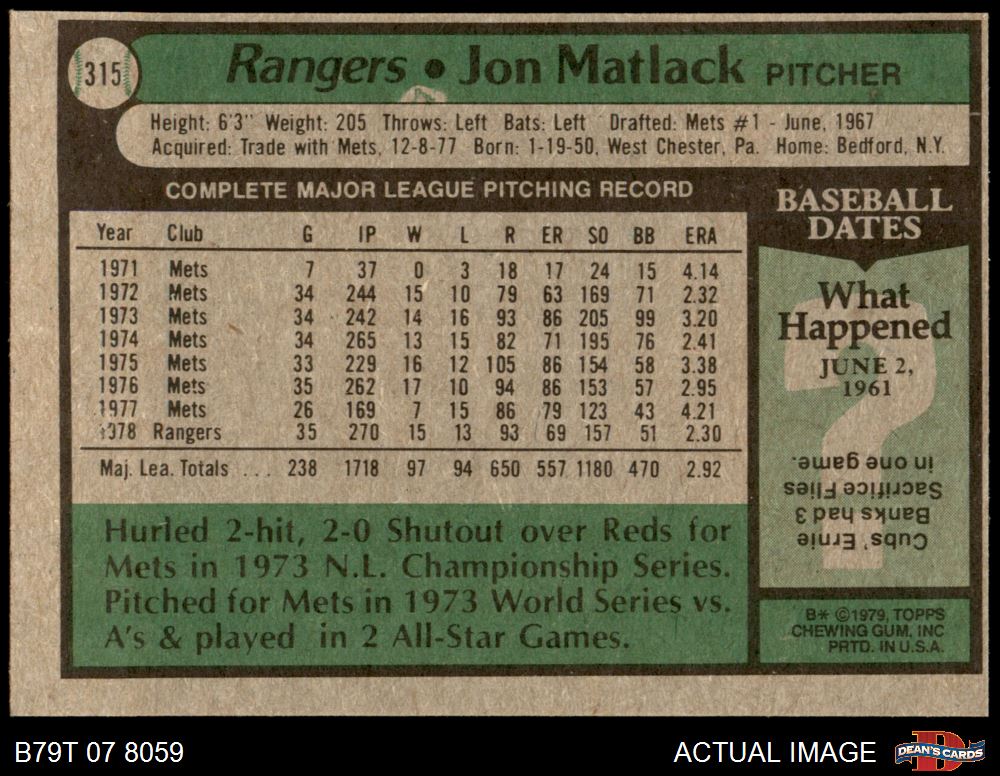 315
Rangers • Jon Matlack PITCHER
Height: 6'3" Weight: 205 Throws: Left Bats: Left Drafted: Mets #1 - June, 1967
Acquired: Trade with Mets, 12-8-77 Born: 1-19-50, West Chester, Pa. Home: Bedford, N.Y.
COMPLETE MAJOR LEAGUE PITCHING RECORD
Year Club G IP W L R ER SO BB ERA
1971 Mets 7 37 0 3 18 17 24 15 4.14
1972 Mets 34 244 15 10 79 63 169 71 2.32
1973 Mets 34 242 14 16 93 86 205 99 3.20
1974 Mets 34 265 13 15 82 71 195 76 2.41
1975 Mets 33 229 16 12 105 86 154 58 3.38
1976 Mets 35 262 17 10 94 86 153 57 2.95
1977 Mets 26 169 7 15 86 79 123 43 4.21
1978 Rangers 35 270 15 13 93 69 157 51 2.30
Maj. Lea. Totals ... 238 1718 97 94 650 557 1180 470 2.92
Hurled 2-hit, 2-0 Shutout over Reds for
Mets in 1973 N.L. Championship Series.
Pitched for Mets in 1973 World Series vs.
A's & played in 2 All-Star Games.
BASEBALL
DATES
What
Happened
JUNE 2,
1961
?
Cubs' Ernie
Banks had 3
Sacrifice Flies
in one game.
B* ©1979, TOPPS
CHEWING GUM, INC
PRTD. IN U.S.A.
B79T 07 8059
ACTUAL IMAGE
D
DEAN'S CARDS